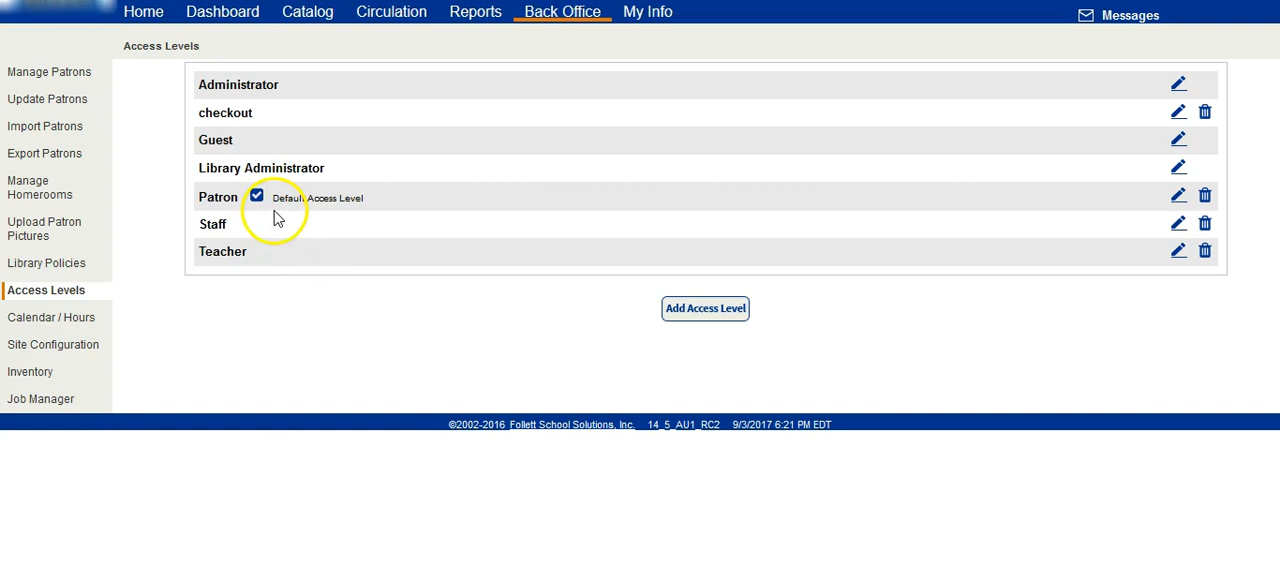 Home Dashboard Catalog Circulation Reports Back Office My Info Messages
Access Levels
Manage Patrons
Update Patrons
Import Patrons
Export Patrons
Manage
Homerooms
Upload Patron
Pictures
Library Policies
Access Levels
Calendar / Hours
Site Configuration
Inventory
Job Manager
Administrator
checkout
Guest
Library Administrator
Patron Default Access Level
Staff
Teacher
Add Access Level
©2002-2016 Follett School Solutions, Inc. 14_5_AU1_RC2 9/3/2017 6:21 PM EDT